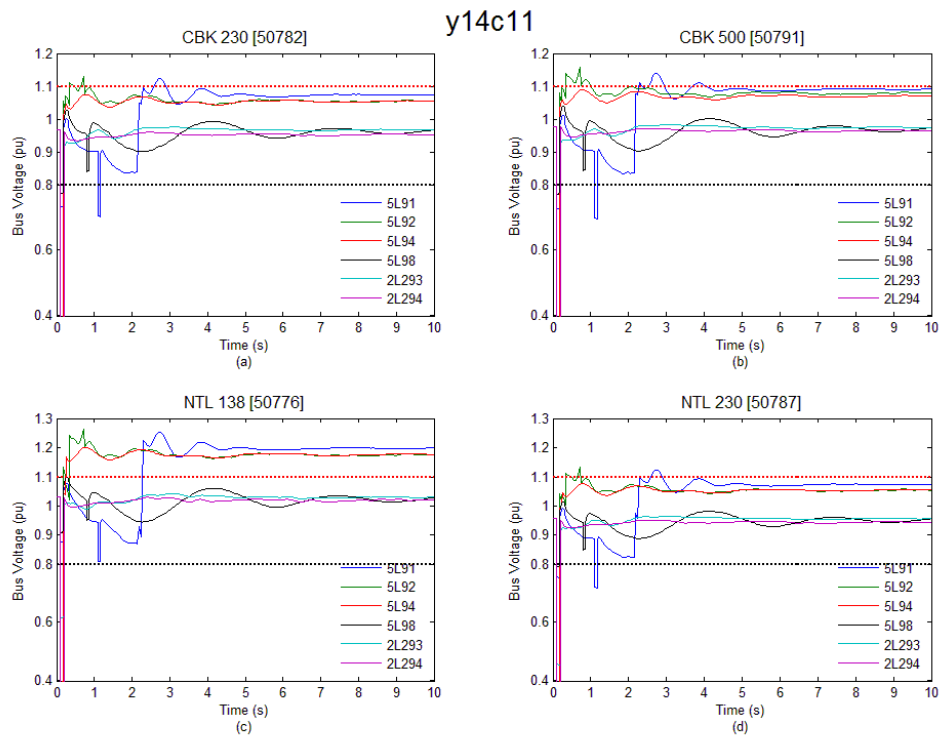 y14c11
CBK 230 [50782]
1.2
1.1
1
0.9
0.8
0.6
0.4
Bus Voltage (pu)
5L91
5L92
5L94
5L98
2L293
2L294
0 1 2 3 4 5 6 7 8 9 10
Time (s)
(a)
CBK 500 [50791]
1.2
1.1
1
0.9
0.8
0.6
0.4
Bus Voltage (pu)
5L91
5L92
5L94
5L98
2L293
2L294
0 1 2 3 4 5 6 7 8 9 10
Time (s)
(b)
NTL 138 [50776]
1.3
1.2
1.1
1
0.9
0.8
0.6
0.4
Bus Voltage (pu)
5L91
5L92
5L94
5L98
2L293
2L294
0 1 2 3 4 5 6 7 8 9 10
Time (s)
(c)
NTL 230 [50787]
1.3
1.2
1.1
1
0.9
0.8
0.6
0.4
Bus Voltage (pu)
5L91
5L92
5L94
5L98
2L293
2L294
0 1 2 3 4 5 6 7 8 9 10
Time (s)
(d)